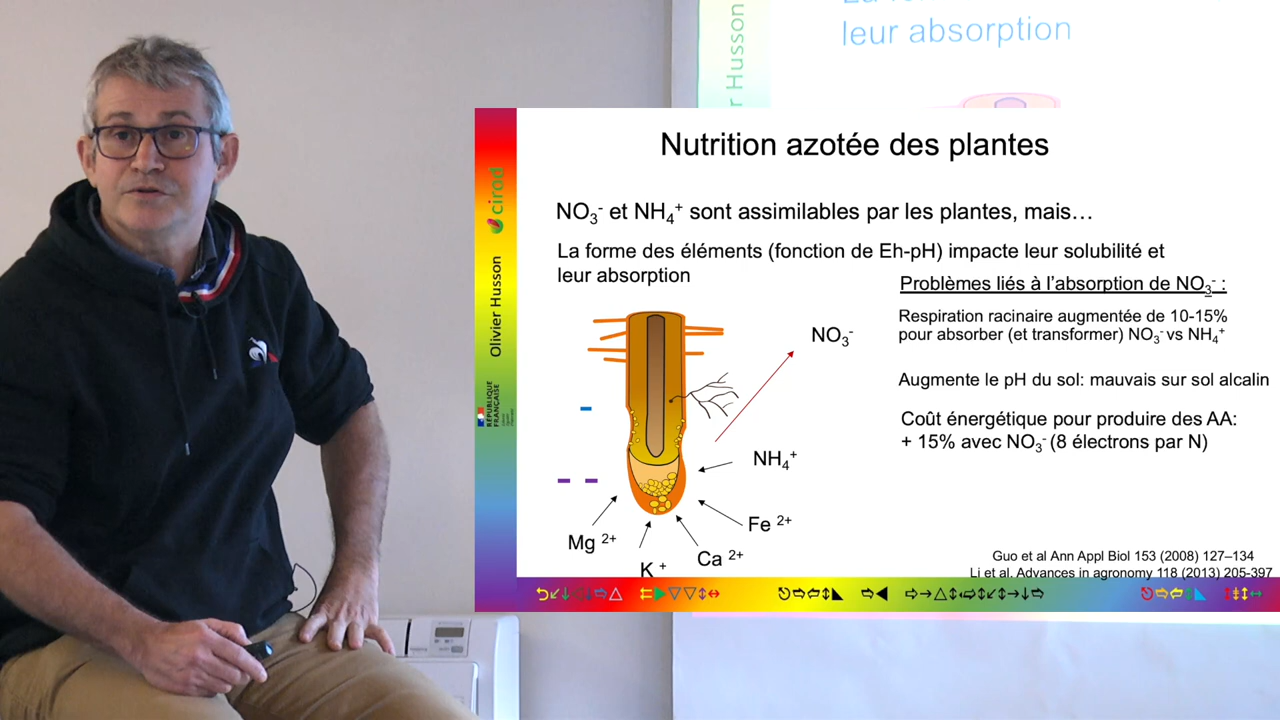 leur absorption
r Husson
cirad
Olivier Husson
RÉPUBLIQUE
FRANÇAISE
Nutrition azotée des plantes
NO₃⁻ et NH₄⁺ sont assimilables par les plantes, mais…
La forme des éléments (fonction de Eh-pH) impacte leur solubilité et
leur absorption
Problèmes liés à l’absorption de NO₃⁻ :
Respiration racinaire augmentée de 10-15%
pour absorber (et transformer) NO₃⁻ vs NH₄⁺
Augmente le pH du sol: mauvais sur sol alcalin
Coût énergétique pour produire des AA:
+ 15% avec NO₃⁻ (8 électrons par N)
NO₃⁻
NH₄⁺
Fe ²⁺
Ca ²⁺
K ⁺
Mg ²⁺
Guo et al Ann Appl Biol 153 (2008) 127–134
Li et al. Advances in agronomy 118 (2013) 205-397